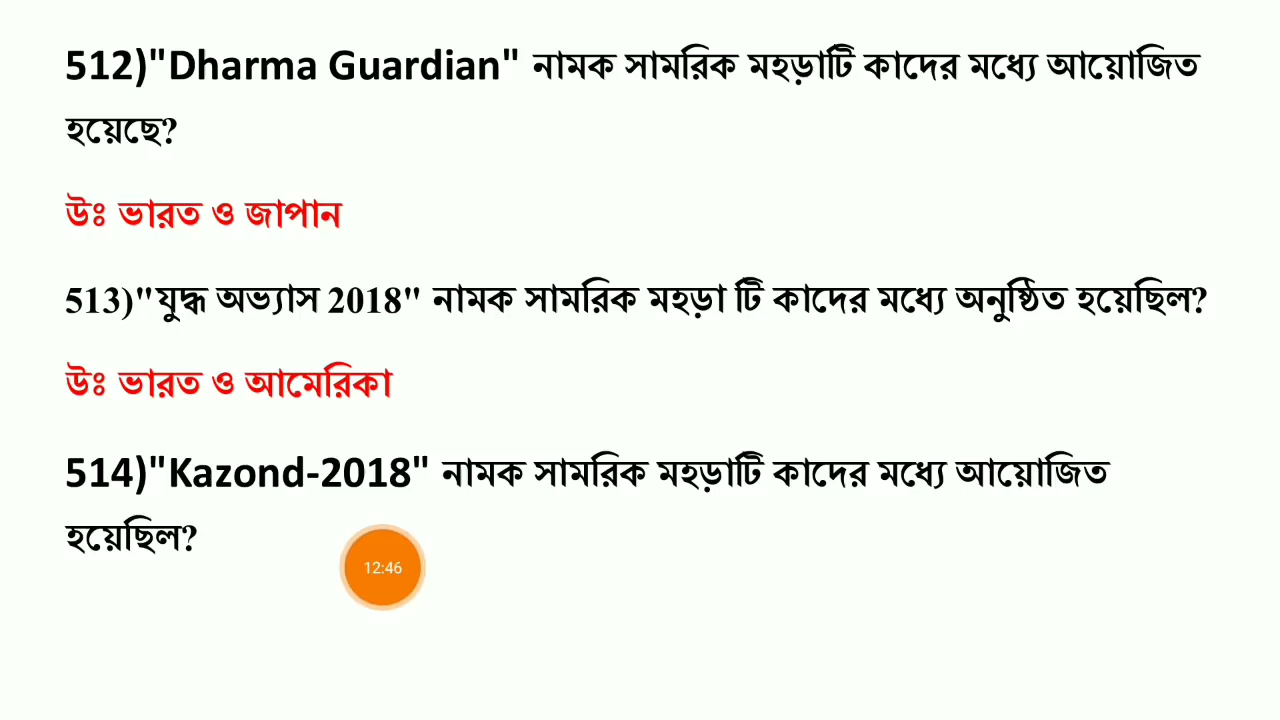 512)"Dharma Guardian" নামক সামরিক মহড়াটি কাদের মধ্যে আয়োজিত
হয়েছে?
উঃ ভারত ও জাপান
513)"যুদ্ধ অভ্যাস 2018" নামক সামরিক মহড়া টি কাদের মধ্যে অনুষ্ঠিত হয়েছিল?
উঃ ভারত ও আমেরিকা
514)"Kazond-2018" নামক সামরিক মহড়াটি কাদের মধ্যে আয়োজিত
হয়েছিল?
12:46